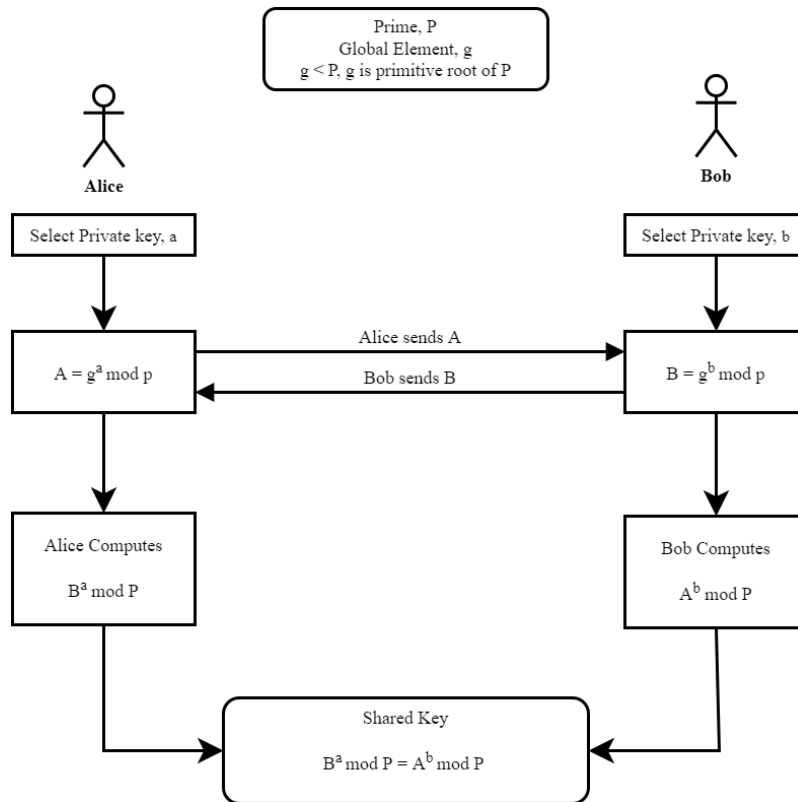 Prime, P
Global Element, g
g < P, g is primitive root of P
Alice
Bob
Select Private key, a
Select Private key, b
Alice sends A
A = g^a mod p
B = g^b mod p
Bob sends B
Alice Computes
B^a mod P
Bob Computes
A^b mod P
Shared Key
B^a mod P = A^b mod P